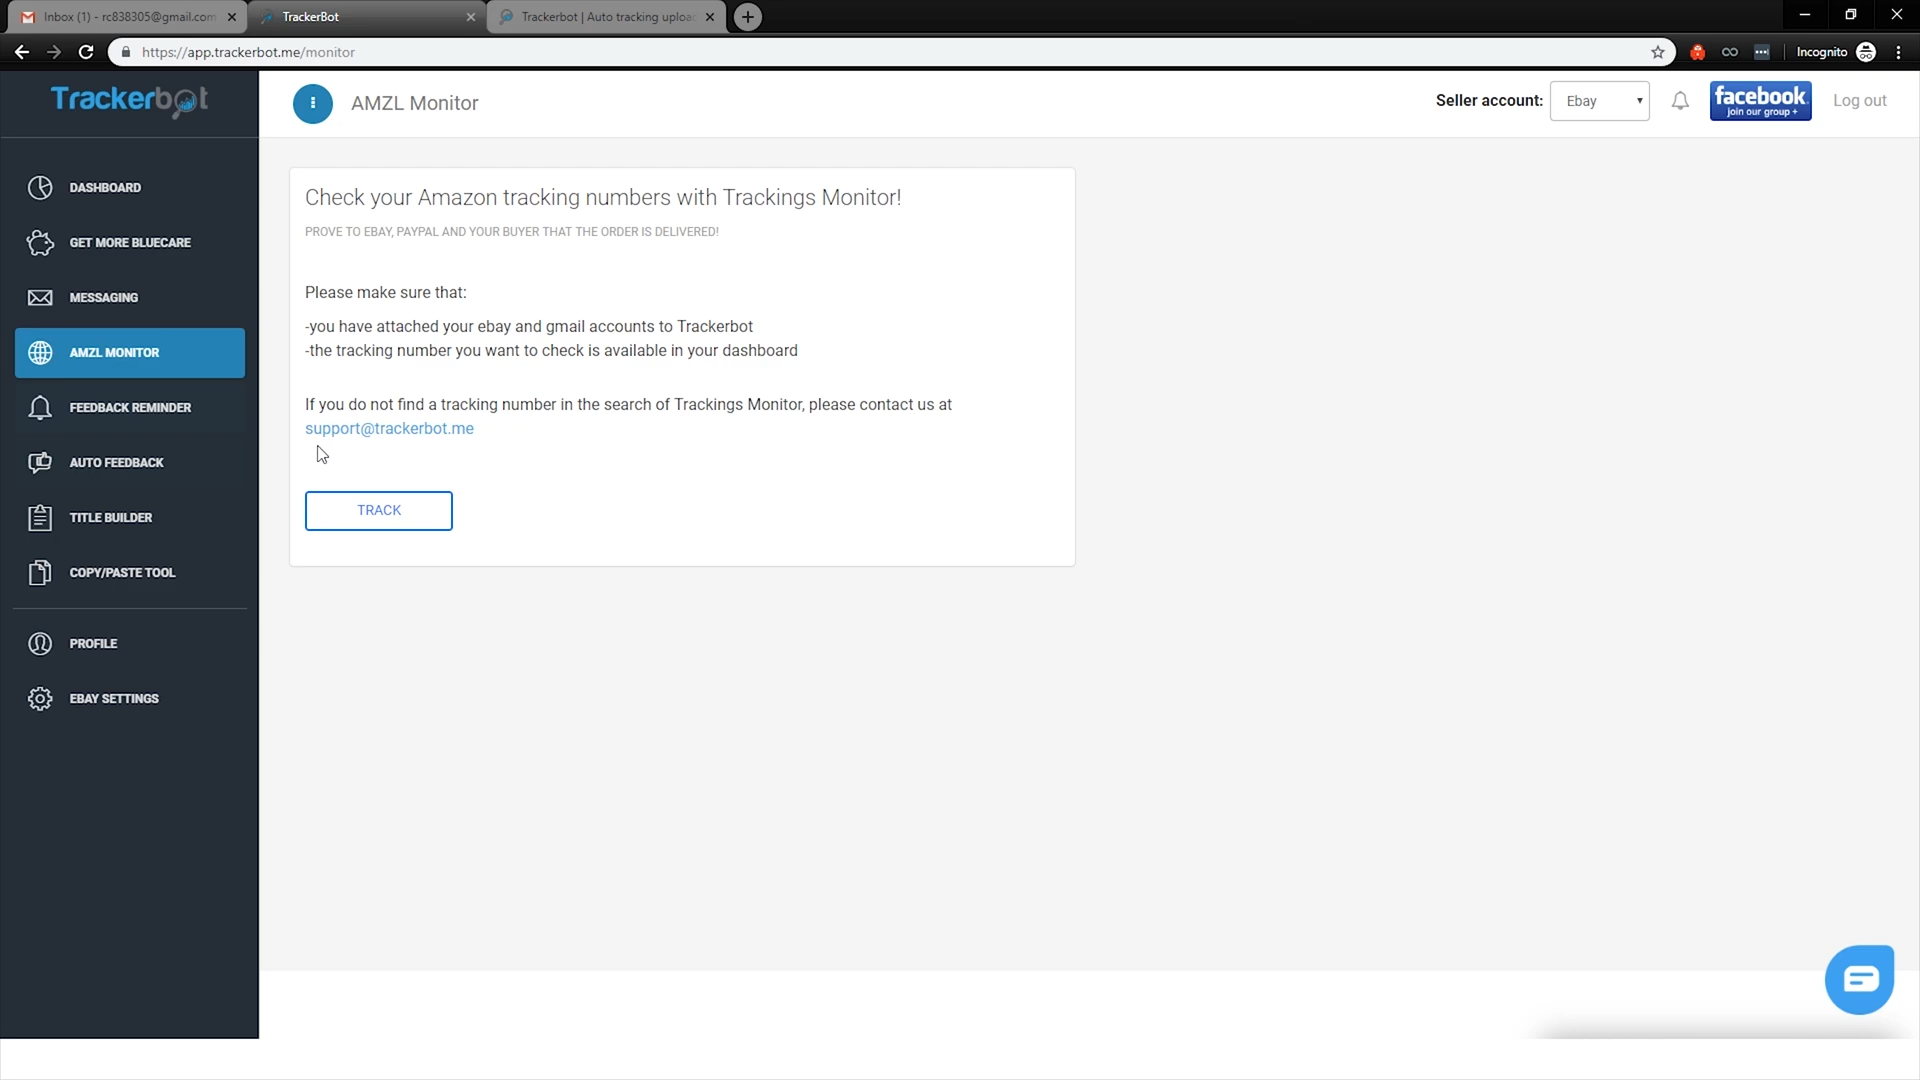 Inbox (1) - rc838305@gmail.com
TrackerBot
Trackerbot | Auto tracking uploa
https://app.trackerbot.me/monitor
Incognito
Trackerbot
AMZL Monitor
Seller account:
Ebay
facebook
join our group +
Log out
DASHBOARD
GET MORE BLUECARE
MESSAGING
AMZL MONITOR
FEEDBACK REMINDER
AUTO FEEDBACK
TITLE BUILDER
COPY/PASTE TOOL
PROFILE
EBAY SETTINGS
Check your Amazon tracking numbers with Trackings Monitor!
PROVE TO EBAY, PAYPAL AND YOUR BUYER THAT THE ORDER IS DELIVERED!
Please make sure that:
-you have attached your ebay and gmail accounts to Trackerbot
-the tracking number you want to check is available in your dashboard
If you do not find a tracking number in the search of Trackings Monitor, please contact us at
support@trackerbot.me
TRACK